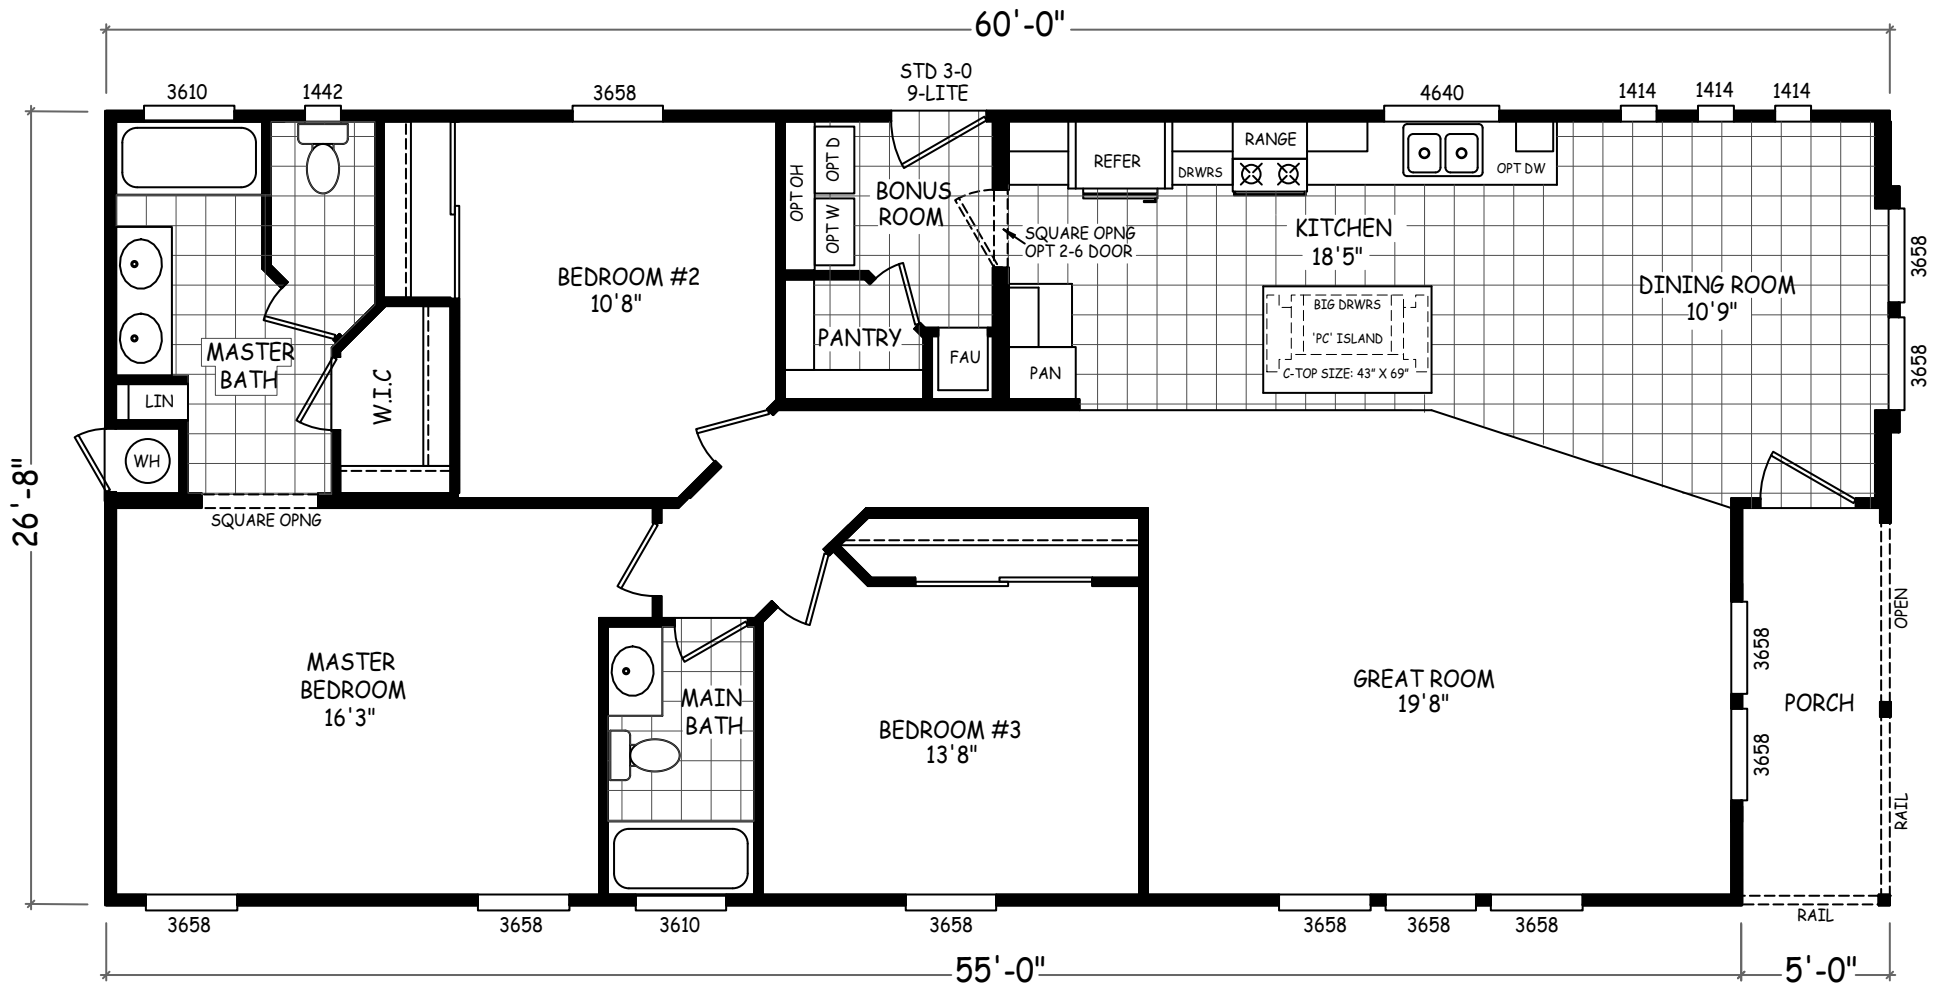 60'-0"
STD 3-0
9-LITE
3610
1442
3658
4640
1414
1414
1414
OPT OH
OPT D
OPT W
BONUS
ROOM
REFER
DRWRS
RANGE
OPT DW
SQUARE OPNG
OPT 2-6 DOOR
KITCHEN
18'5"
DINING ROOM
10'9"
3658
3658
BEDROOM #2
10'8"
BIG DRWRS
'PC' ISLAND
C-TOP SIZE: 43" X 69"
PANTRY
FAU
PAN
MASTER
BATH
W.I.C
LIN
WH
26'-8"
SQUARE OPNG
MASTER
BEDROOM
16'3"
MAIN
BATH
BEDROOM #3
13'8"
GREAT ROOM
19'8"
3658
3658
PORCH
OPEN
RAIL
RAIL
3658
3658
3610
3658
3658
3658
3658
55'-0"
5'-0"